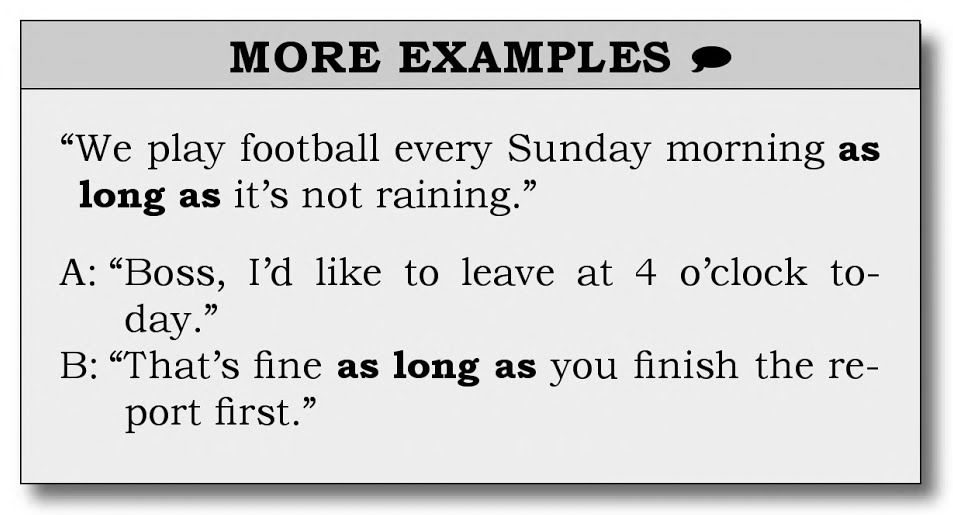 MORE EXAMPLES
“We play football every Sunday morning as
long as it’s not raining.”
A: “Boss, I’d like to leave at 4 o’clock to-
day.”
B: “That’s fine as long as you finish the re-
port first.”